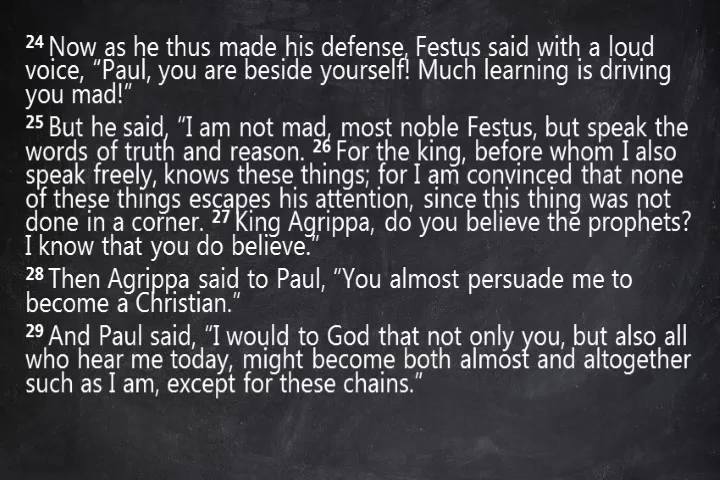 24 Now as he thus made his defense, Festus said with a loud
voice, “Paul, you are beside yourself! Much learning is driving
you mad!”
25 But he said, “I am not mad, most noble Festus, but speak the
words of truth and reason. 26 For the king, before whom I also
speak freely, knows these things; for I am convinced that none
of these things escapes his attention, since this thing was not
done in a corner. 27 King Agrippa, do you believe the prophets?
I know that you do believe.”
28 Then Agrippa said to Paul, “You almost persuade me to
become a Christian.”
29 And Paul said, “I would to God that not only you, but also all
who hear me today, might become both almost and altogether
such as I am, except for these chains.”